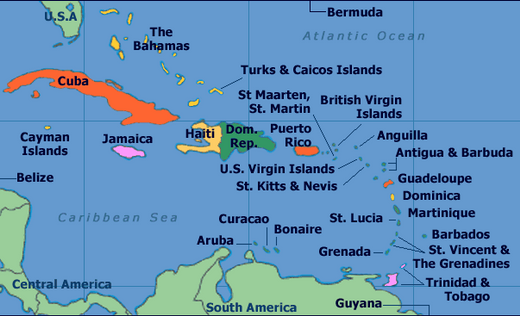 U.S.A
Bermuda
The
Bahamas
Atlantic Ocean
Turks & Caicos Islands
Cuba
St Maarten,
St. Martin
British Virgin
Islands
Cayman
Islands
Jamaica
Haiti
Dom.
Rep.
Puerto
Rico
Anguilla
Antigua & Barbuda
U.S. Virgin Islands
St. Kitts & Nevis
Guadeloupe
Belize
Dominica
Martinique
Caribbean Sea
Curacao
Bonaire
Aruba
St. Lucia
Barbados
Grenada
St. Vincent &
The Grenadines
Trinidad &
Tobago
Central America
South America
Guyana